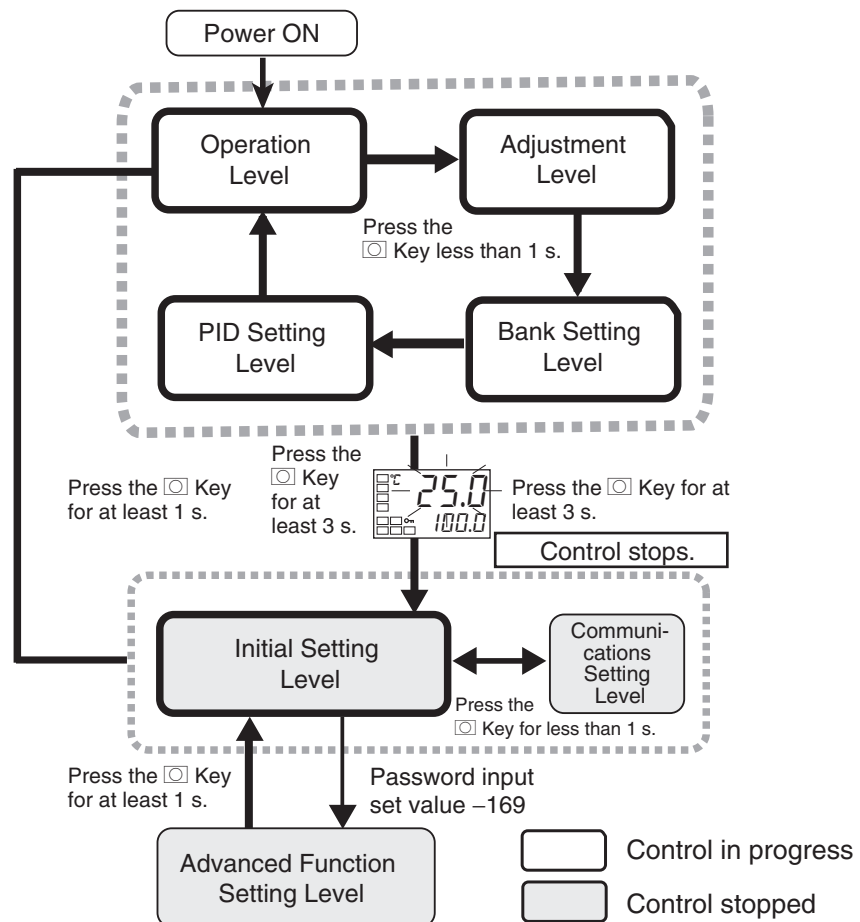 Power ON
Operation
Level
Adjustment
Level
Press the
Key less than 1 s.
PID Setting
Level
Bank Setting
Level
Press the
Key
for at
least 3 s.
Press the Key
for at least 1 s.
°C
25.0
100.0
Press the Key for at
least 3 s.
Control stops.
Initial Setting
Level
Communi-
cations
Setting
Level
Press the
Key for less than 1 s.
Press the Key
for at least 1 s.
Password input
set value –169
Advanced Function
Setting Level
Control in progress
Control stopped